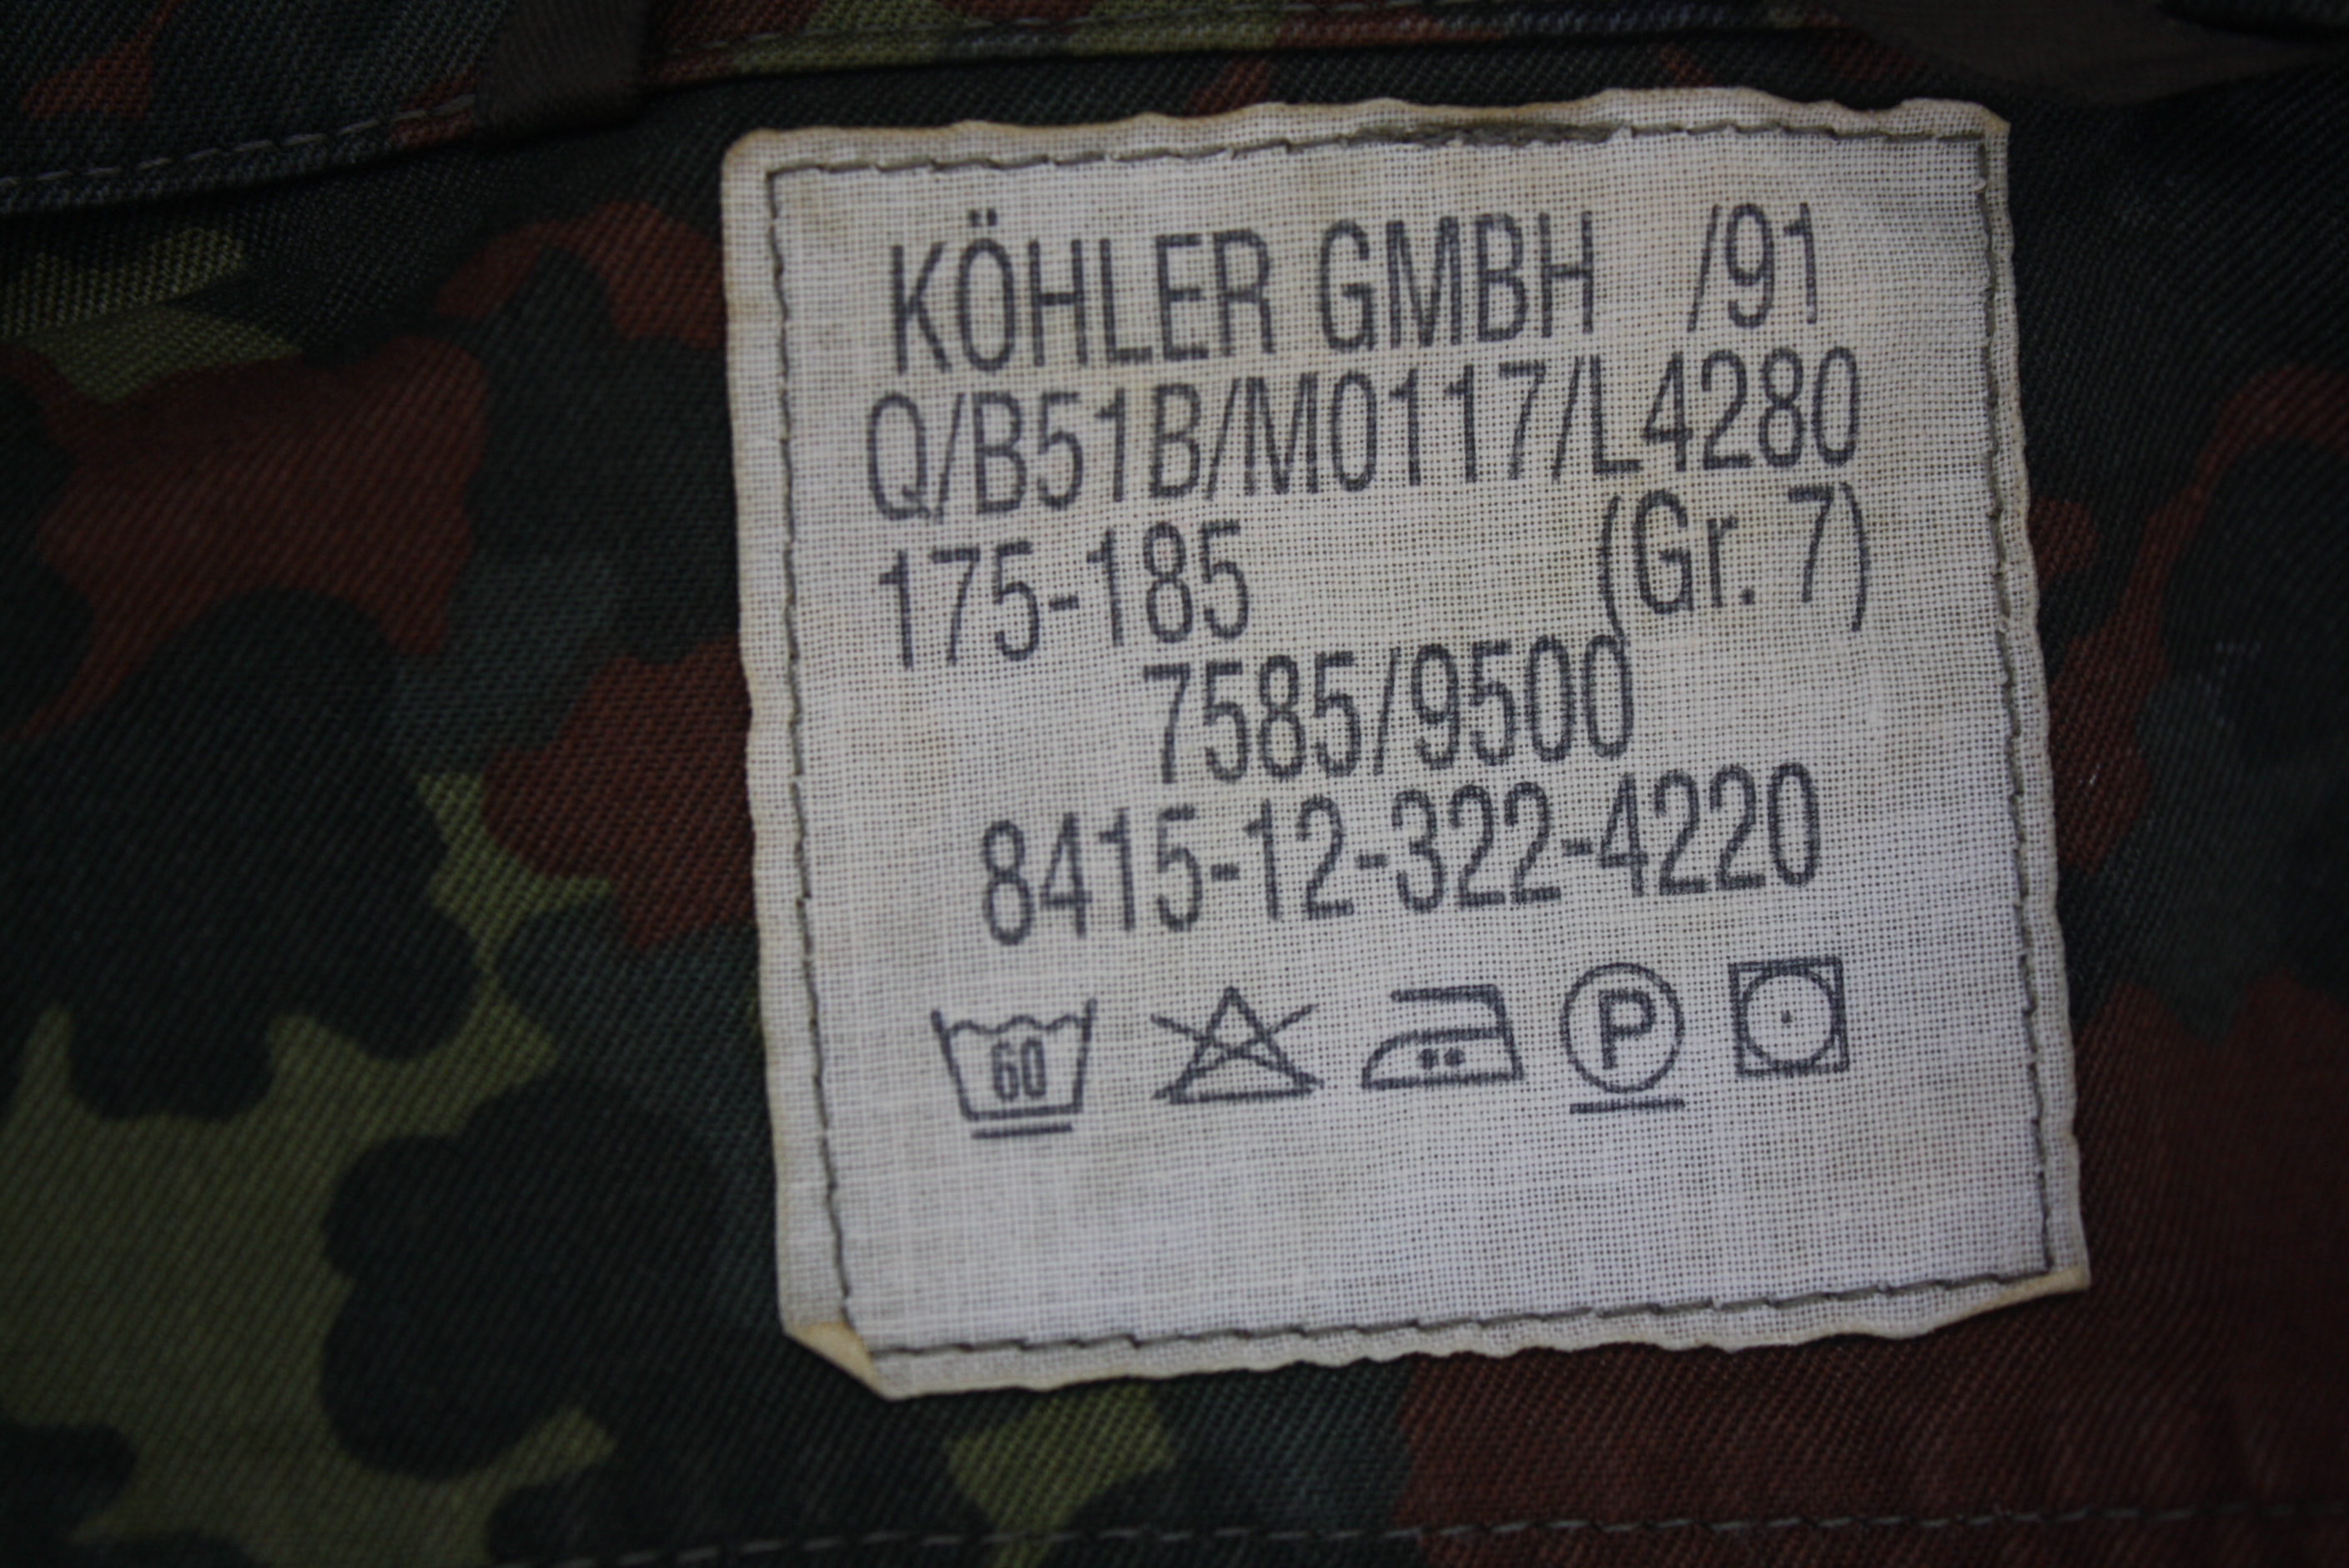 KÖHLER GMBH /91
Q/B51B/M0117/L4280
175-185 (Gr. 7)
7585/9500
8415-12-322-4220
60 P